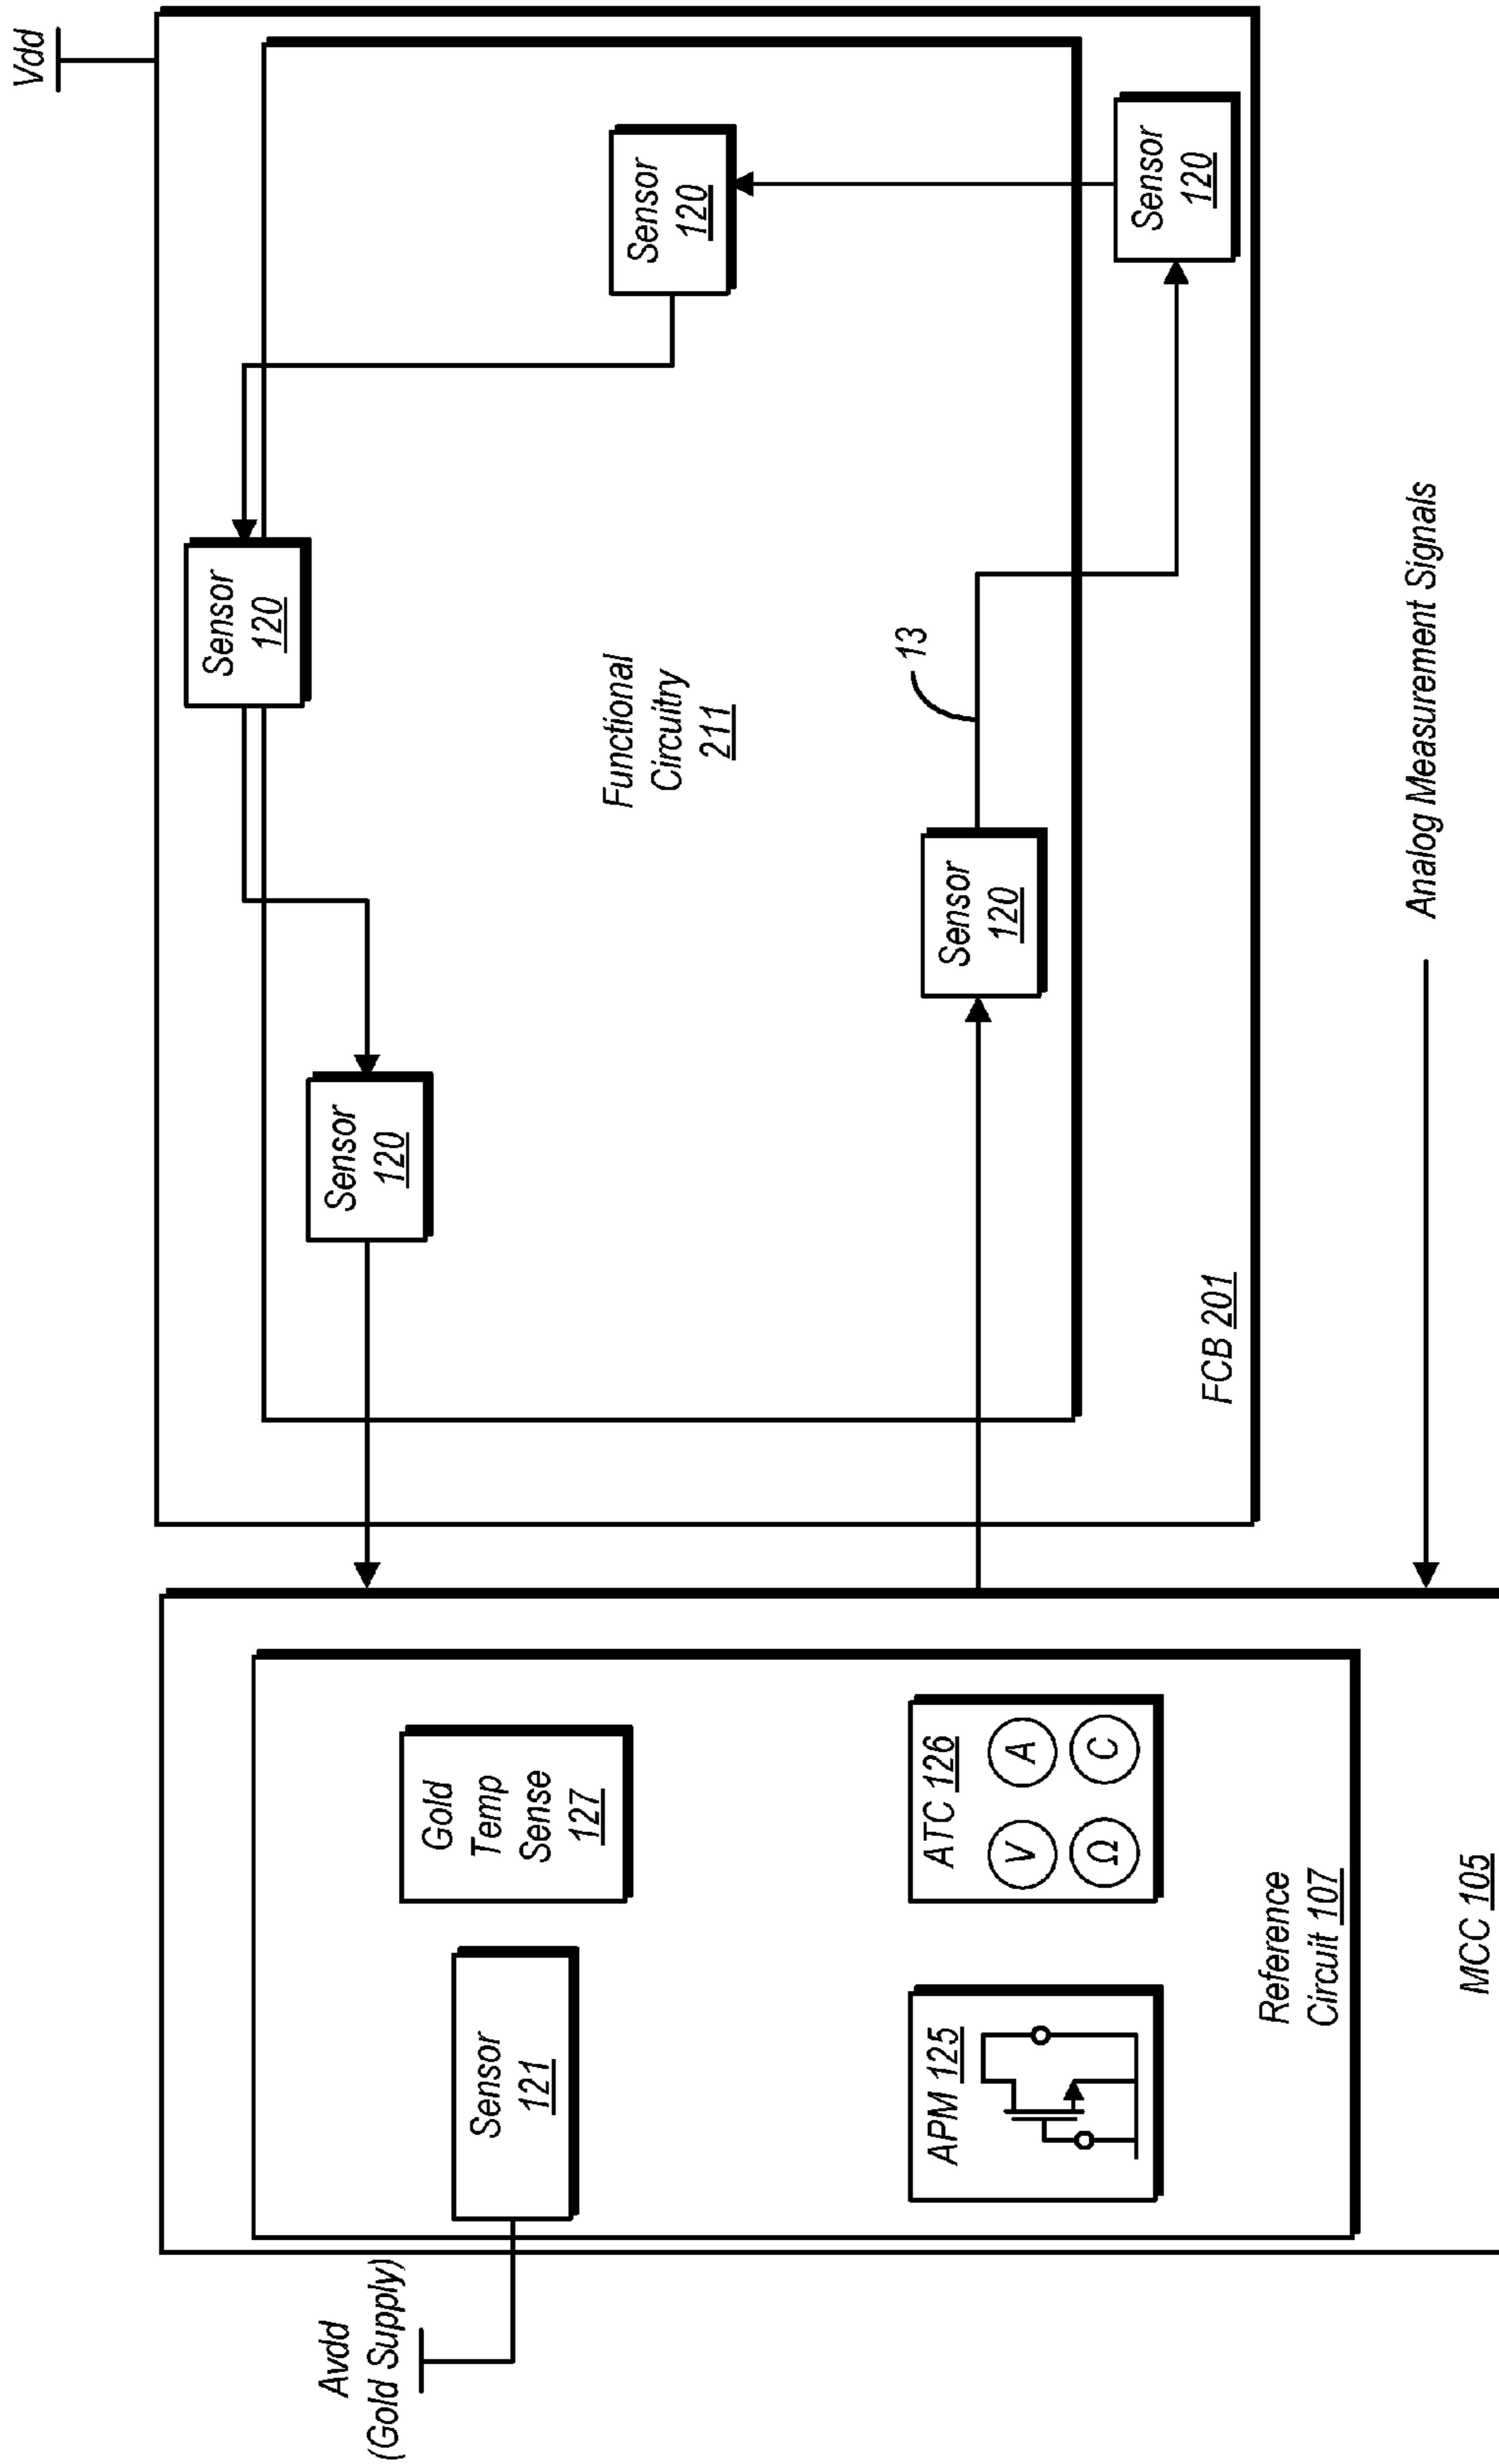 Avdd
(Gold Supply)
Sensor
121
Gold
Temp
Sense
127
APM 125
ATC 126
V
A
Ω
C
Reference
Circuit 107
MCC 105
Vdd
Sensor
120
Sensor
120
Sensor
120
Functional
Circuitry
211
13
Sensor
120
Sensor
120
FCB 201
Analog Measurement Signals